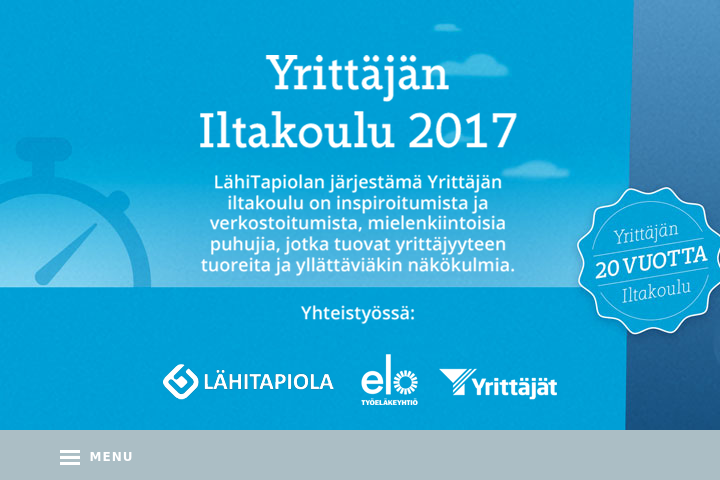 Yrittäjän
Iltakoulu 2017
LähiTapiolan järjestämä Yrittäjän
iltakoulu on inspiroitumista ja
verkostoitumista, mielenkiintoisia
puhujia, jotka tuovat yrittäjyyteen
tuoreita ja yllättäviäkin näkökulmia.
Yrittäjän
20 VUOTTA
Iltakoulu
Yhteistyössä:
LÄHITAPIOLA
elo
TYÖELÄKEYHTIÖ
Yrittäjät
MENU